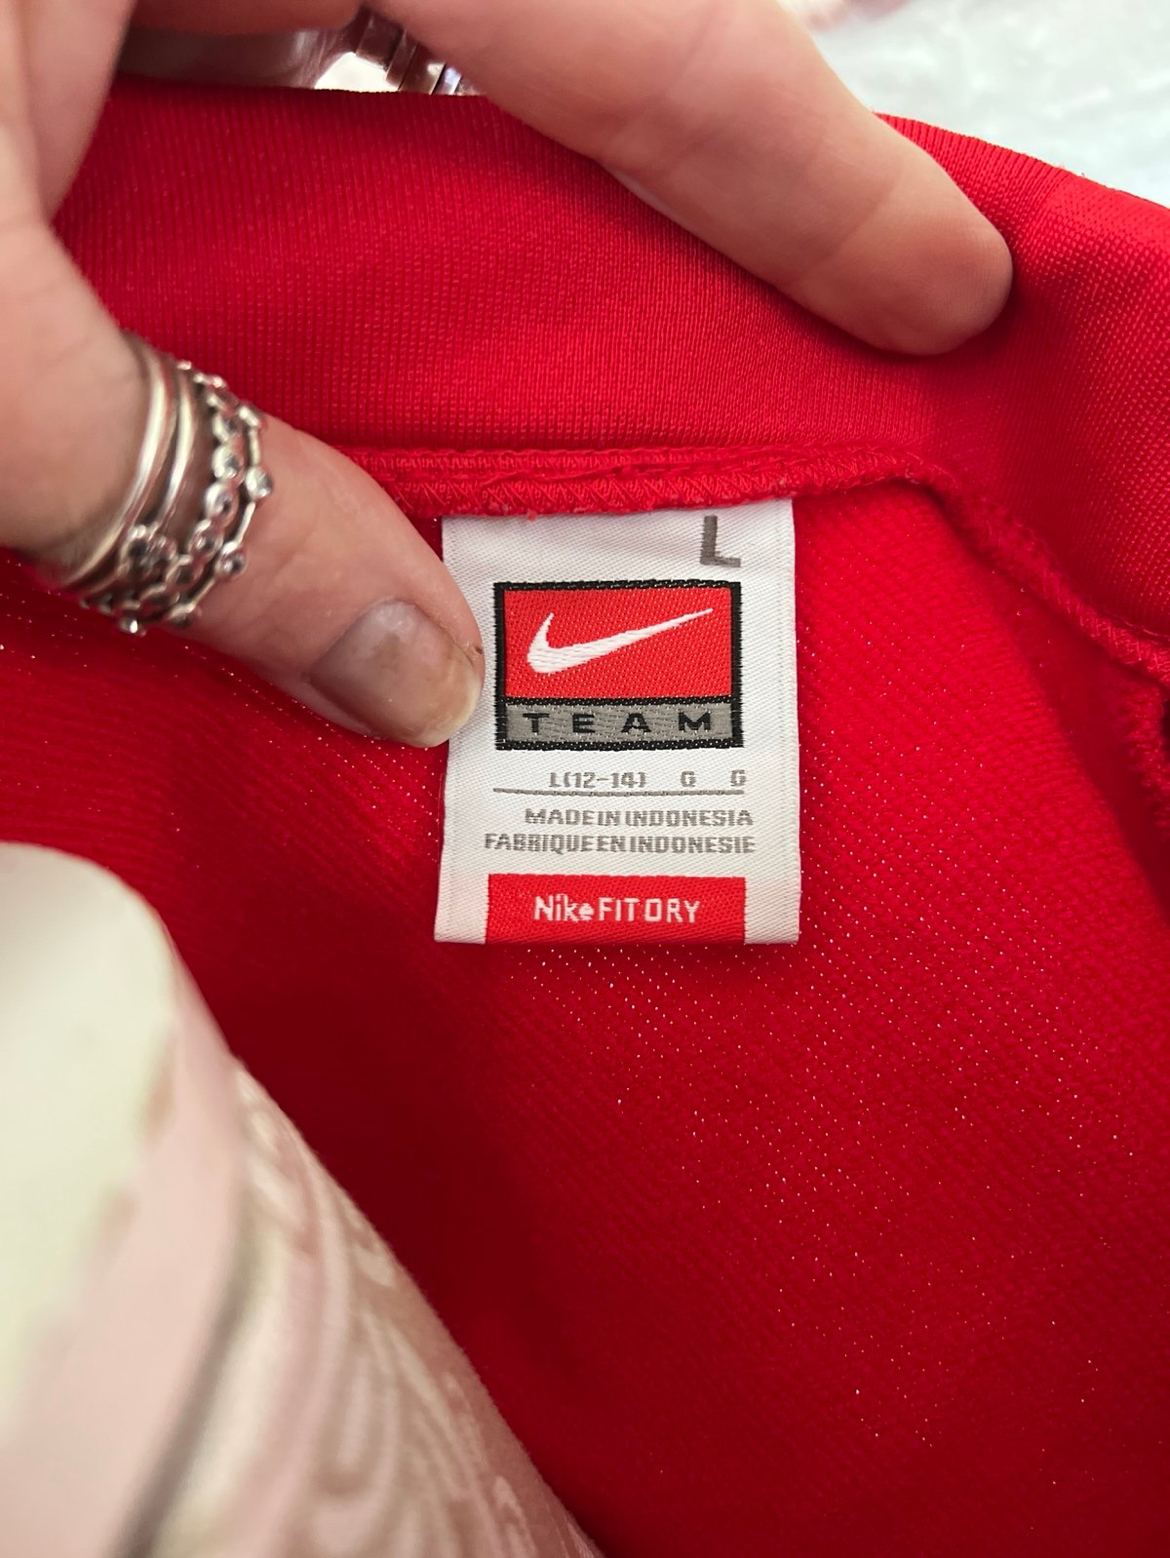 L
TEAM
L(12-14) G G
MADE IN INDONESIA
FABRIQUE EN INDONESIE
Nike FIT DRY